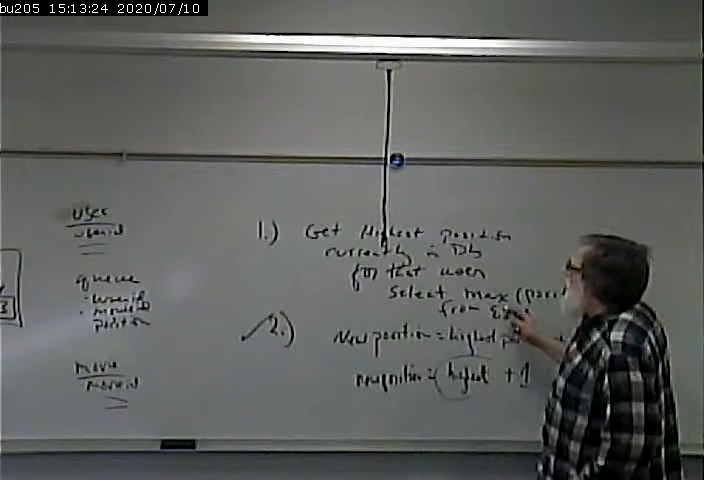 bu205 15:13:24 2020/07/10
User
userid
queue
userid
movieid
position
movie
movieid
1.) Get Highest Position
currently in Db
for that user
Select max (posit
from
2.) New position = highest
newposition = highest + 1